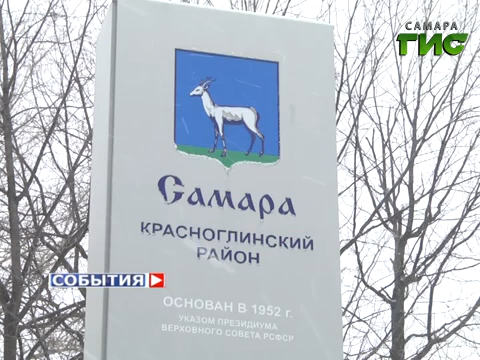 САМАРА
ГИС
Самара
КРАСНОГЛИНСКИЙ
РАЙОН
СОБЫТИЯ
ОСНОВАН В 1952 г.
УКАЗОМ ПРЕЗИДИУМА
ВЕРХОВНОГО СОВЕТА РСФСР